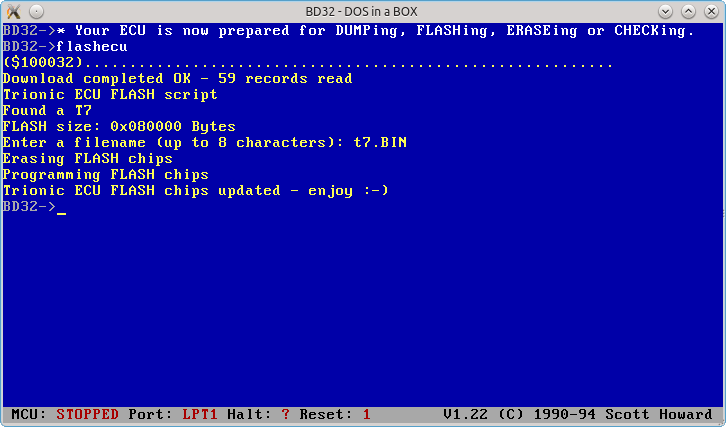 BD32 - DOS in a BOX
BD32->* Your ECU is now prepared for DUMPing, FLASHing, ERASEing or CHECKing.
BD32->flashecu
($100032)...........................................................
Download completed OK - 59 records read
Trionic ECU FLASH script
Found a T7
FLASH size: 0x080000 Bytes
Enter a filename (up to 8 characters): t7.BIN
Erasing FLASH chips
Programming FLASH chips
Trionic ECU FLASH chips updated - enjoy :-)
BD32->_
MCU: STOPPED Port: LPT1 Halt: ? Reset: 1 V1.22 (C) 1990-94 Scott Howard